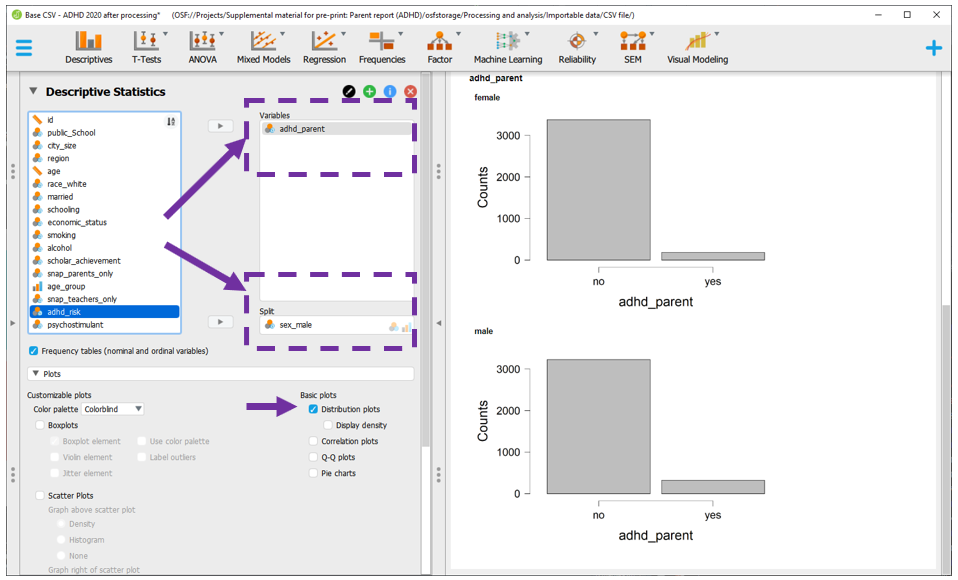 Base CSV - ADHD 2020 after processing* (OSF://Projects/Supplemental material for pre-print: Parent report (ADHD)/osfstorage/Processing and analysis/Importable data/CSV file/)
Descriptives T-Tests ANOVA Mixed Models Regression Frequencies Factor Machine Learning Reliability SEM Visual Modeling
Descriptive Statistics
id
public_School
city_size
region
age
race_white
married
schooling
economic_status
smoking
alcohol
scholar_achievement
snap_parents_only
age_group
snap_teachers_only
adhd_risk
psychostimulant
Variables
adhd_parent
Split
sex_male
Frequency tables (nominal and ordinal variables)
Plots
Customizable plots
Color palette Colorblind
Boxplots
Boxplot element Use color palette
Violin element Label outliers
Jitter element
Scatter Plots
Graph above scatter plot
Density
Histogram
None
Graph right of scatter plot
Basic plots
Distribution plots
Display density
Correlation plots
Q-Q plots
Pie charts
adhd_parent
female
3000
2000
1000
0
Counts
no yes
adhd_parent
male
3000
2000
1000
0
Counts
no yes
adhd_parent